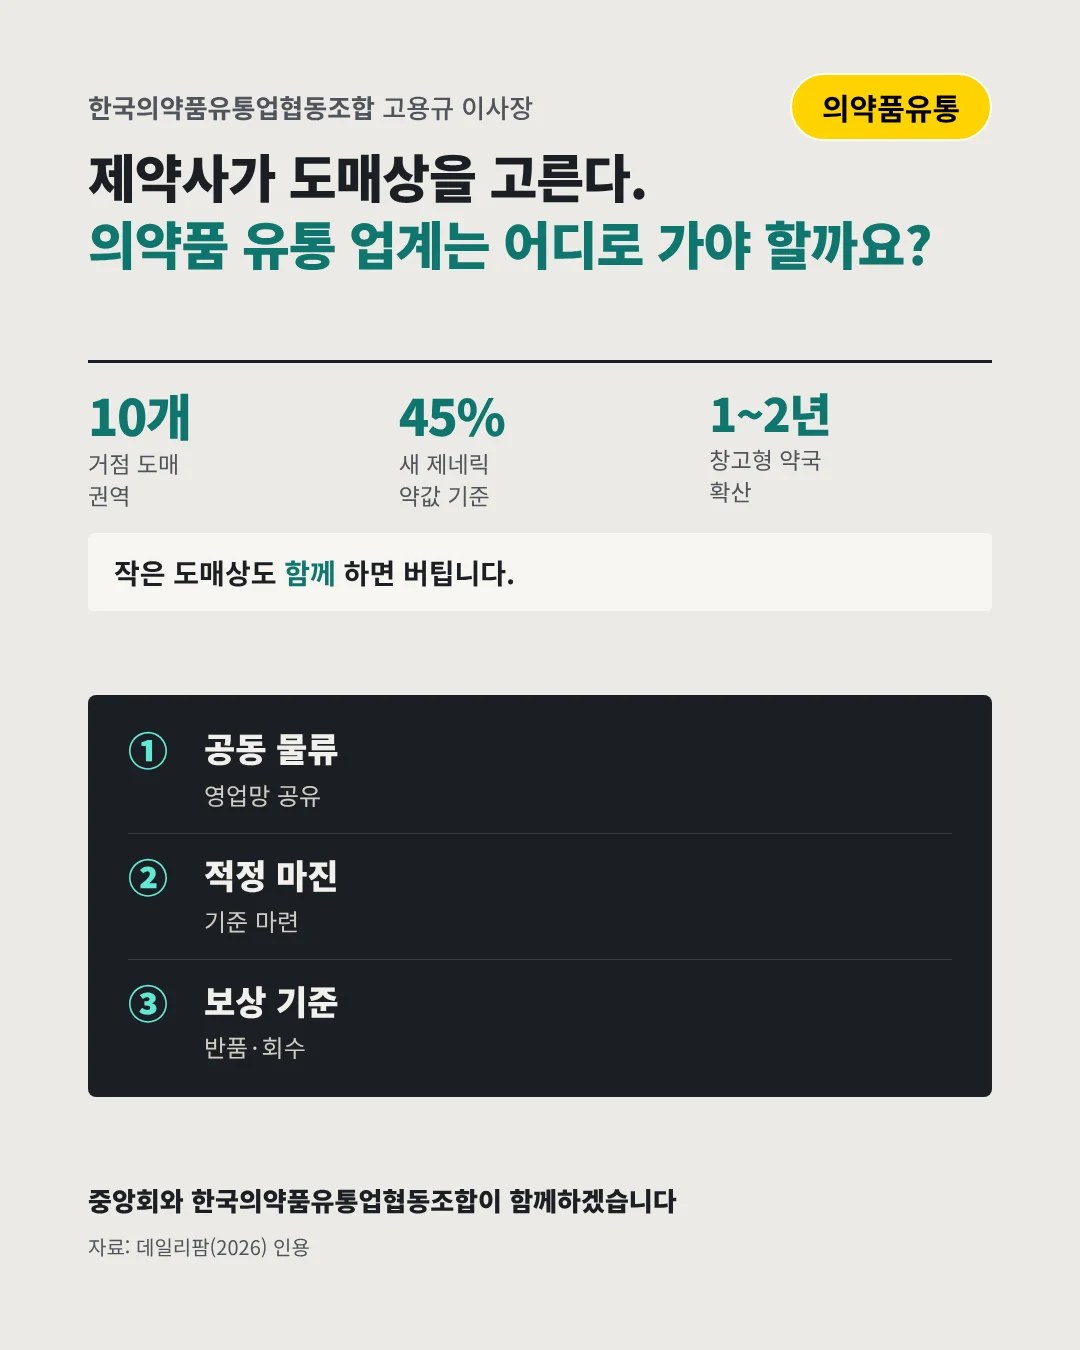 한국의약품유통업협동조합 고용규 이사장
의약품유통
제약사가 도매상을 고른다.
의약품 유통 업계는 어디로 가야 할까요?
10개
거점 도매
권역
45%
새 제네릭
약값 기준
1~2년
창고형 약국
확산
작은 도매상도 함께 하면 버팁니다.
① 공동 물류
영업망 공유
② 적정 마진
기준 마련
③ 보상 기준
반품·회수
중앙회와 한국의약품유통업협동조합이 함께하겠습니다
자료: 데일리팜(2026) 인용